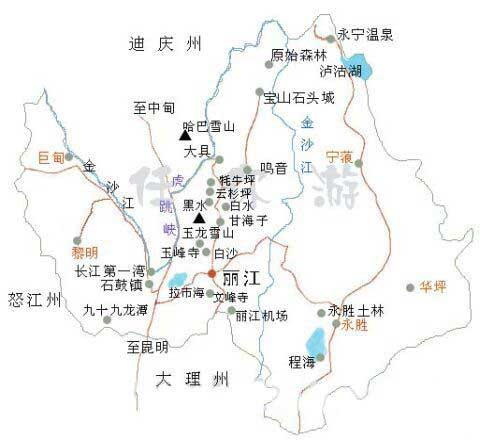 永宁温泉
迪庆州
原始森林
泸沽湖
宝山石头城
至中甸
哈巴雪山
金沙江
大具
巨甸
鸣音
宁蒗
金沙江
虎跳峡
牦牛坪
云杉坪
黑水
白水
甘海子
玉龙雪山
黎明
玉峰寺
白沙
长江第一湾
石鼓镇
丽江
怒江州
拉市海
文峰寺
华坪
九十九龙潭
丽江机场
永胜土林
永胜
至昆明
程海
大理州